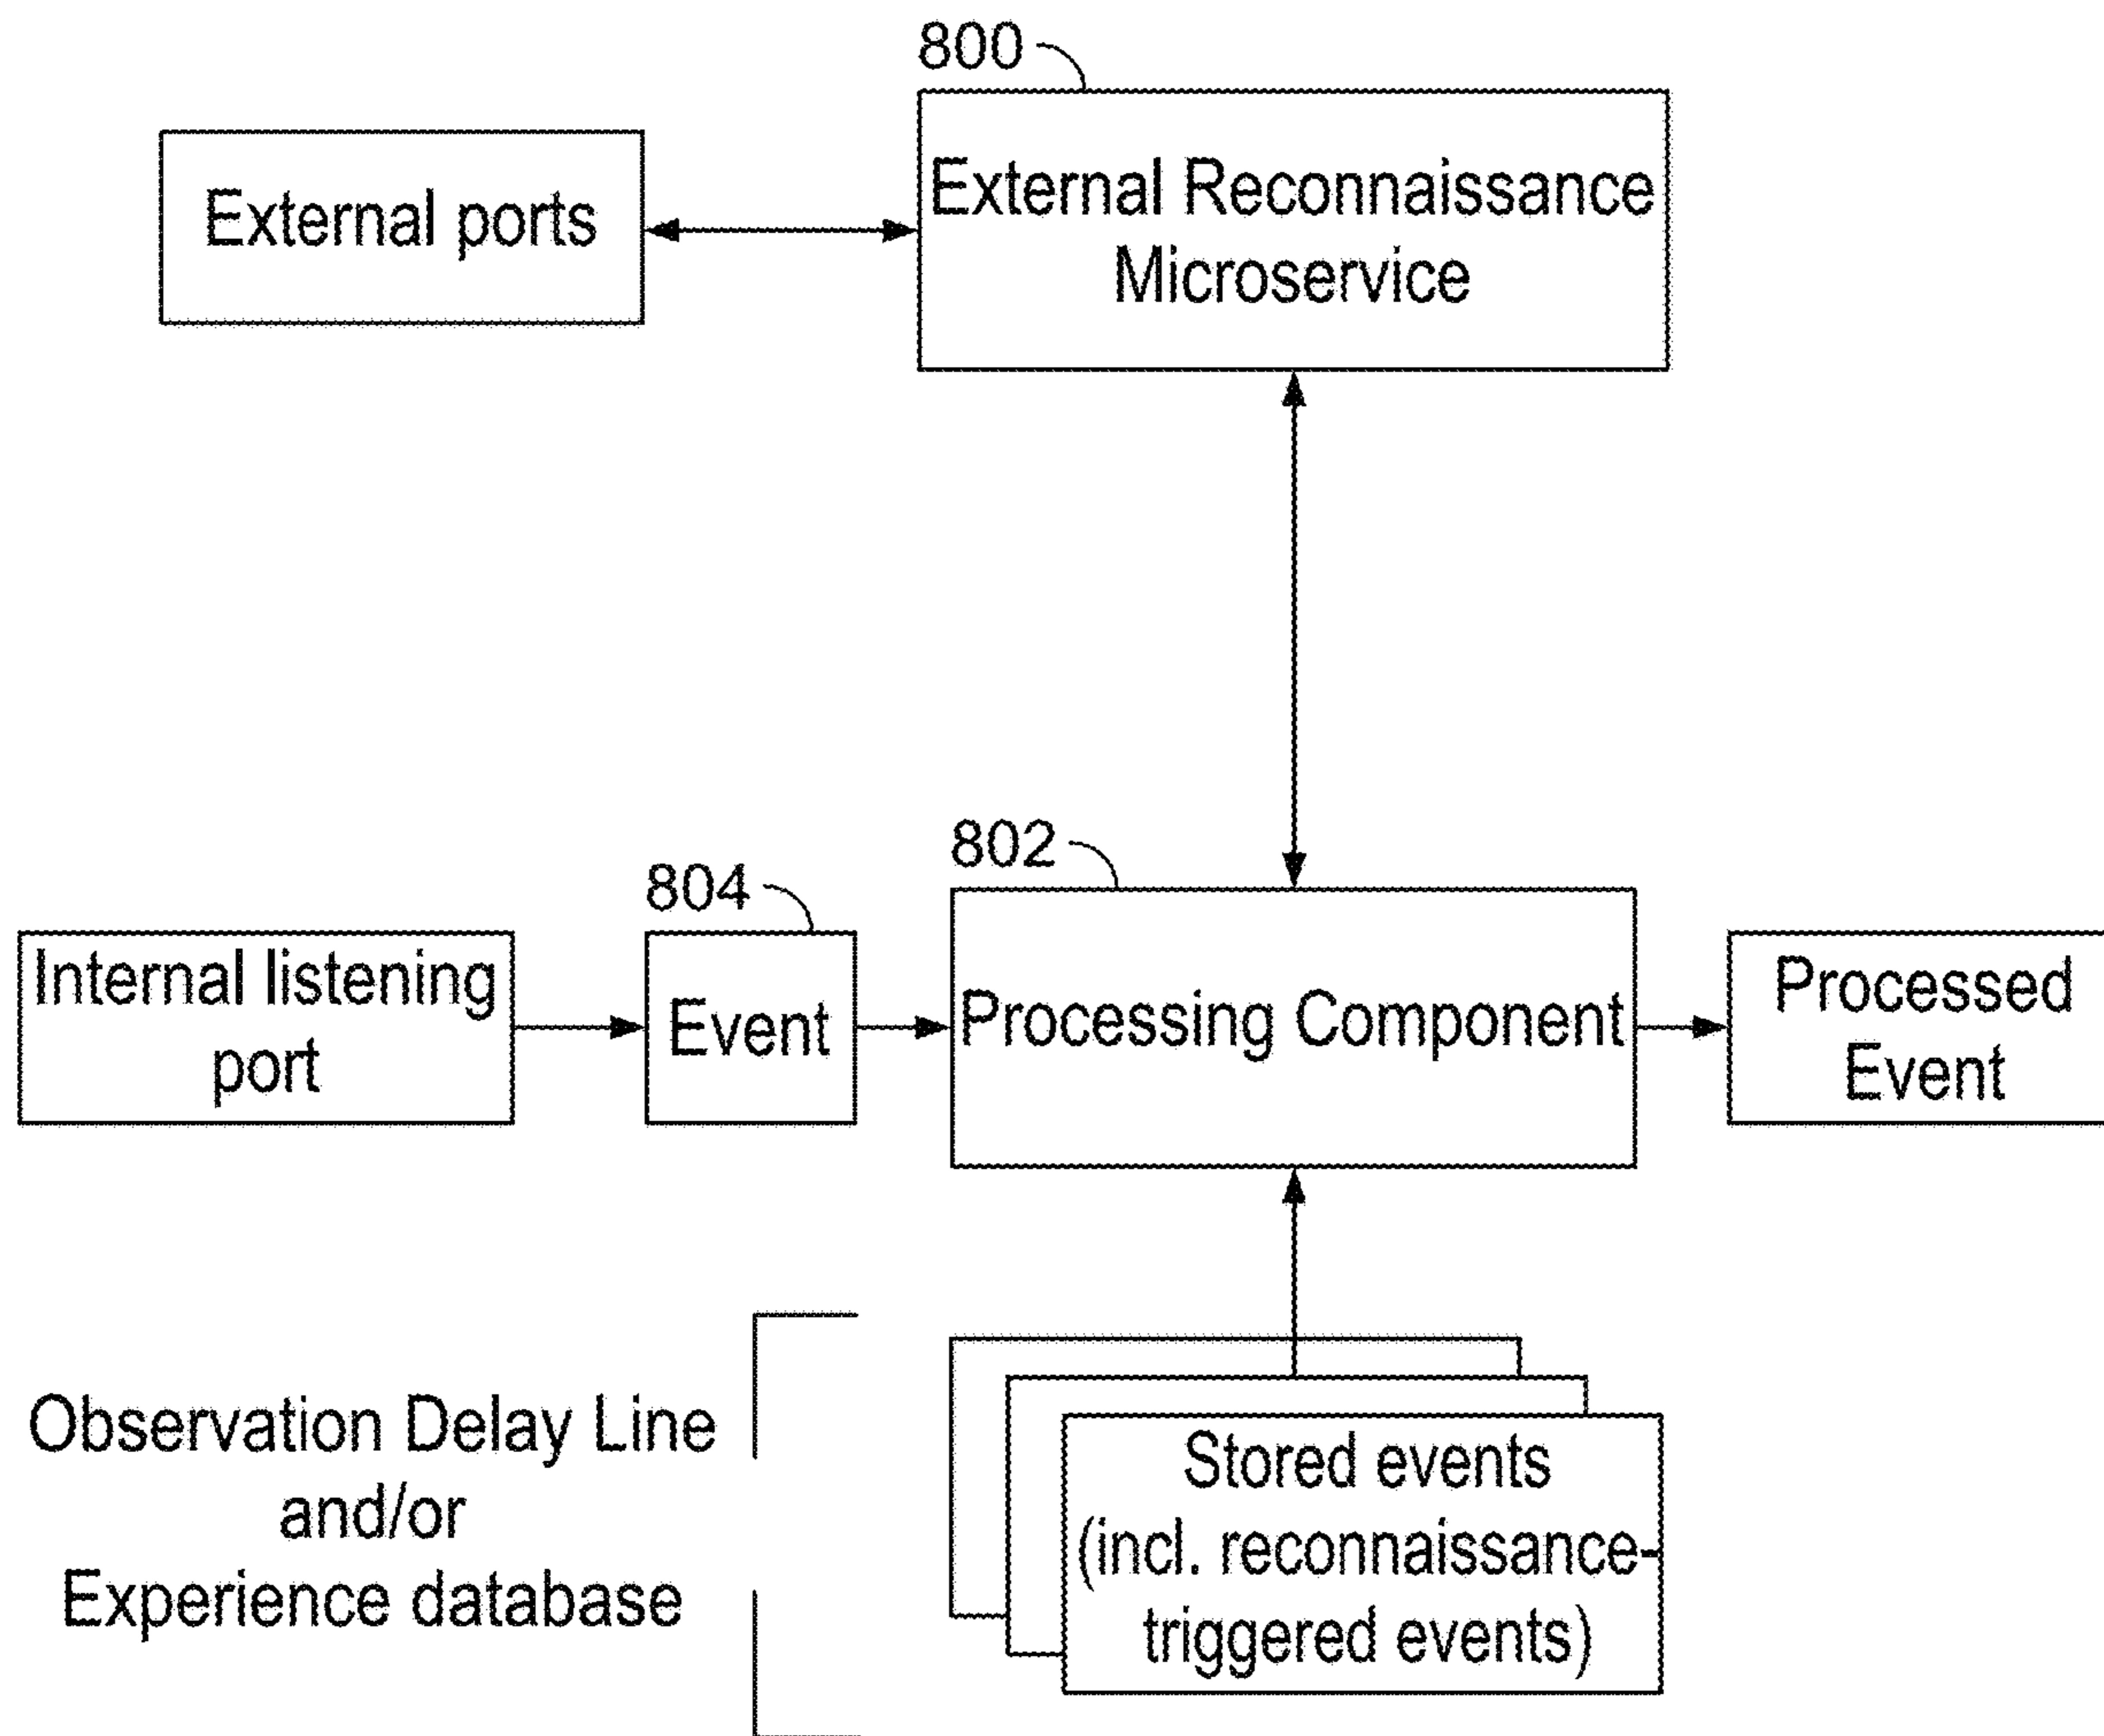 800
External ports
External Reconnaissance
Microservice
802
804
Internal listening
port
Event
Processing Component
Processed
Event
Observation Delay Line
and/or
Experience database
Stored events
(incl. reconnaissance-
triggered events)